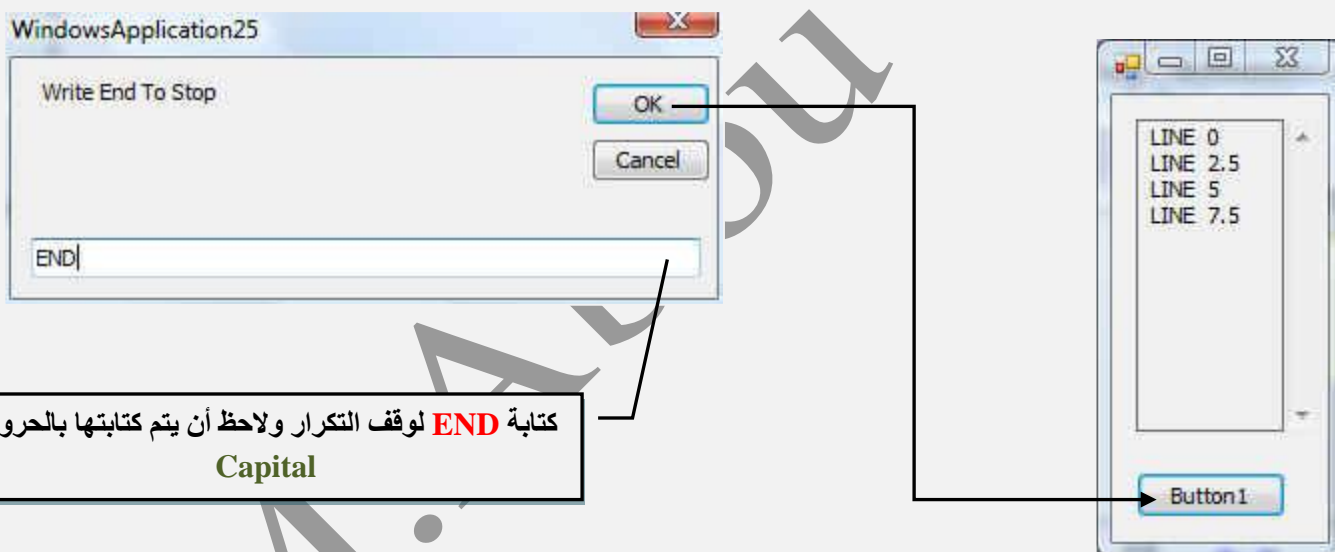 WindowsApplication25
Write End To Stop
OK
Cancel
END
LINE 0
LINE 2.5
LINE 5
LINE 7.5
Button1
كتابة END لوقف التكرار ولاحظ أن يتم كتابتها
Capital